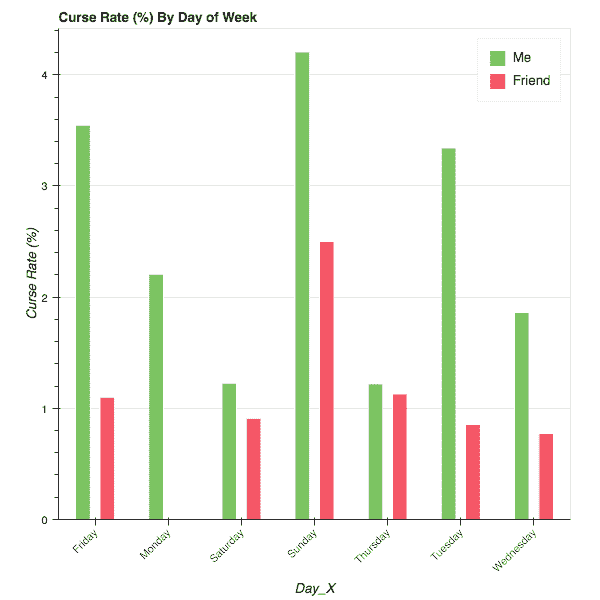 Curse Rate (%) By Day of Week
Me
Friend
Curse Rate (%)
4
3
2
1
0
Friday
Monday
Saturday
Sunday
Thursday
Tuesday
Wednesday
Day_X